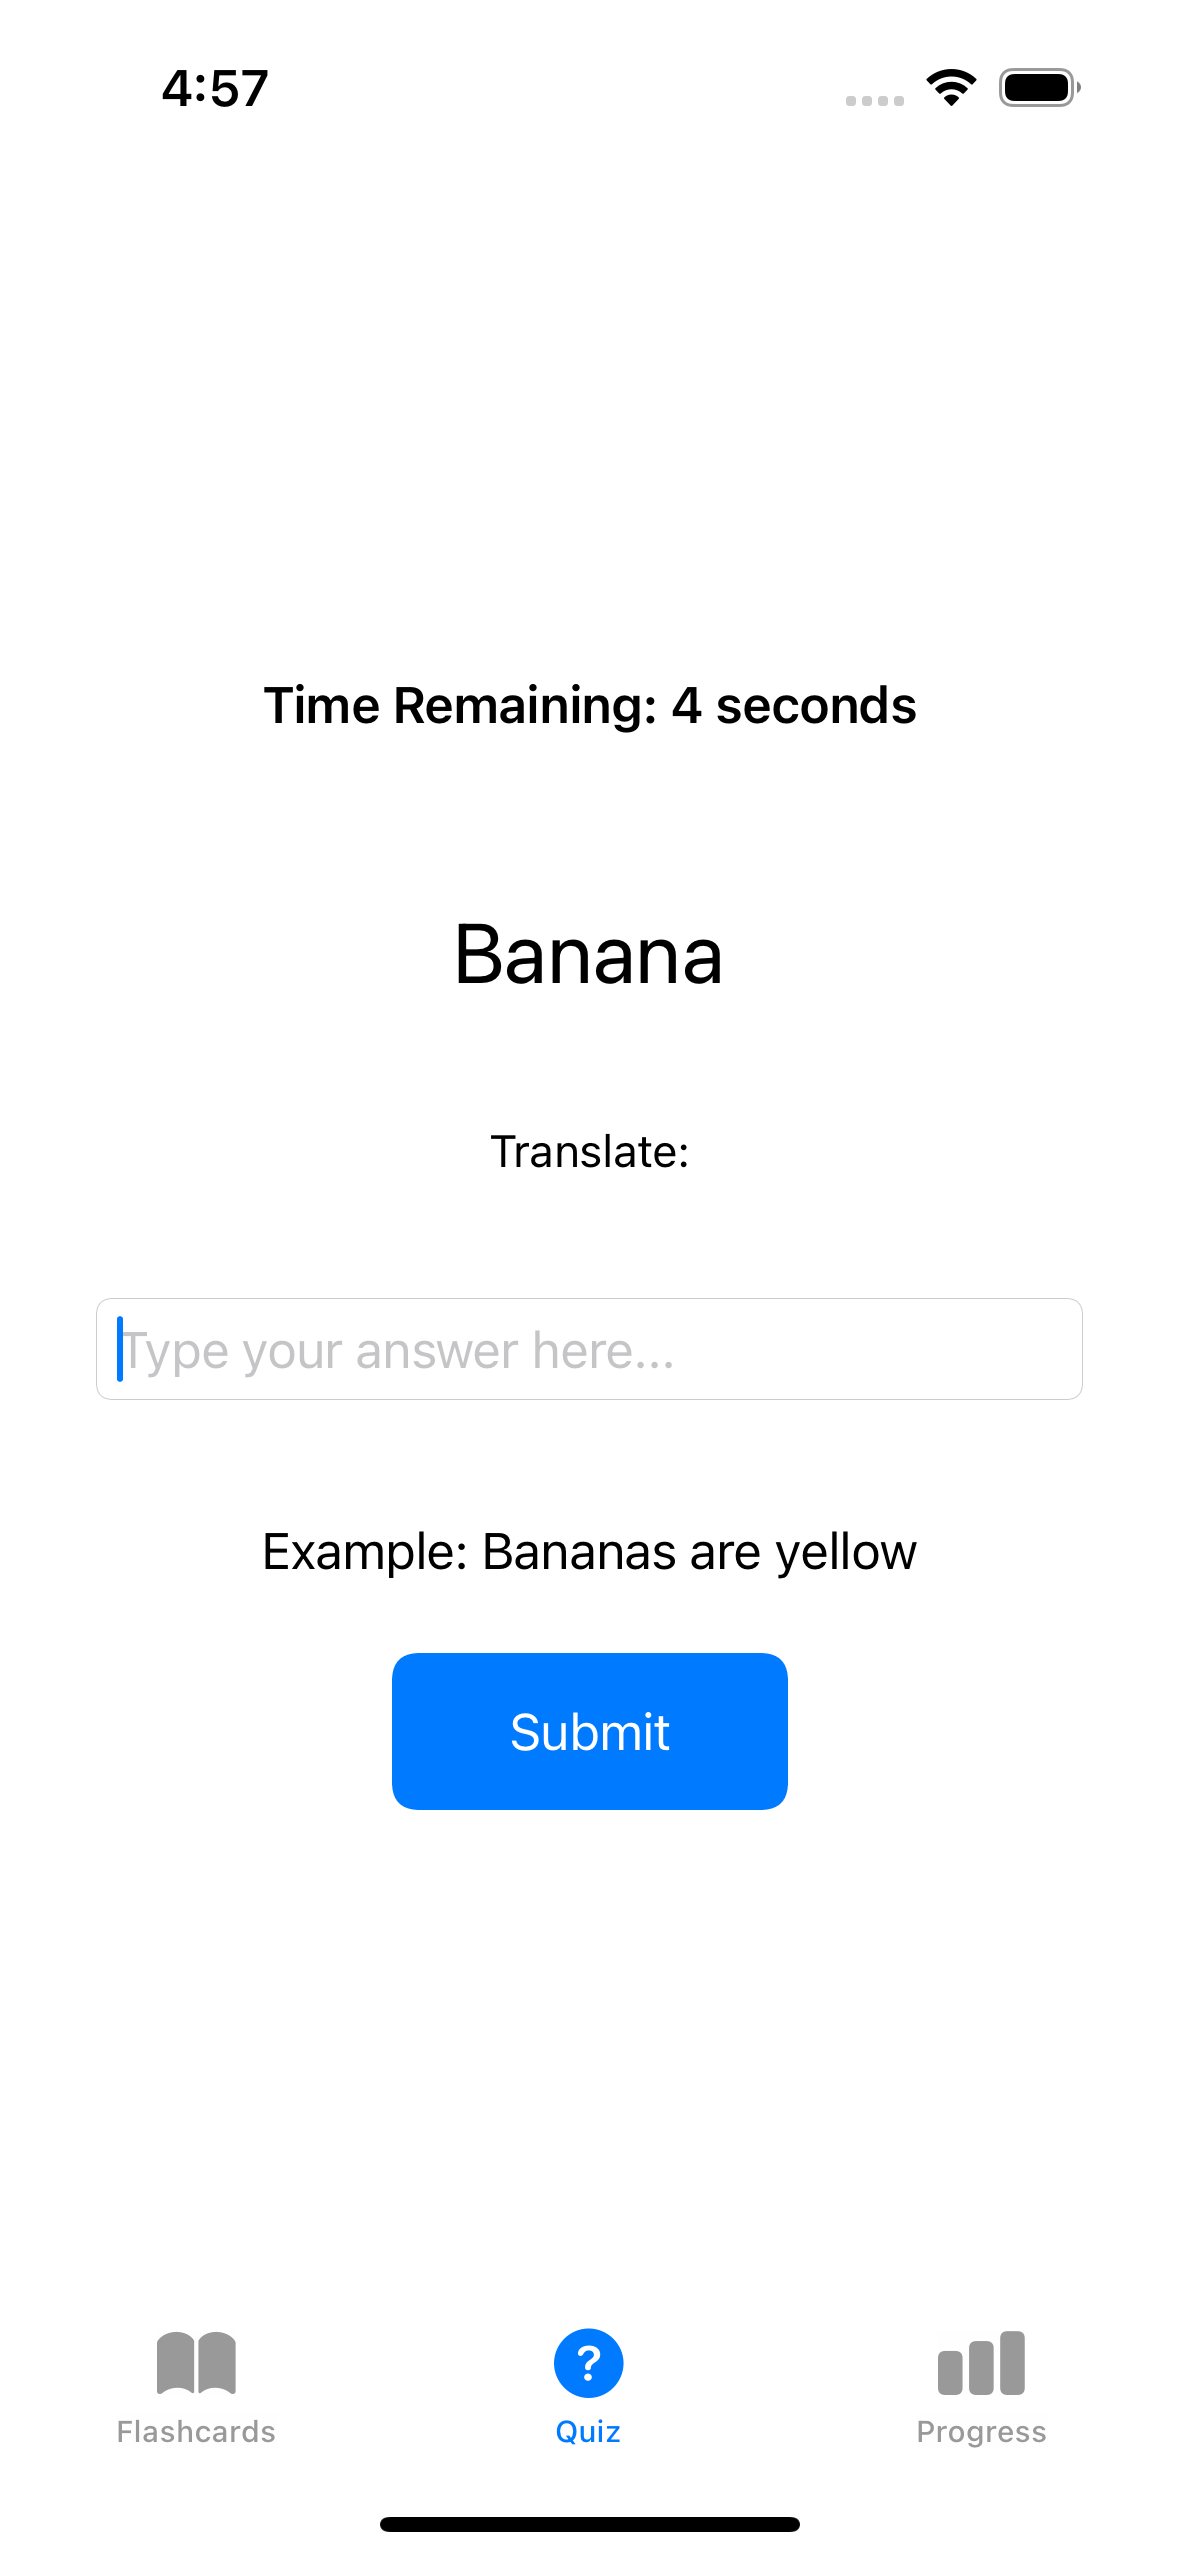 4:57
Time Remaining: 4 seconds
Banana
Translate:
Type your answer here...
Example: Bananas are yellow
Submit
?
Flashcards
Quiz
Progress